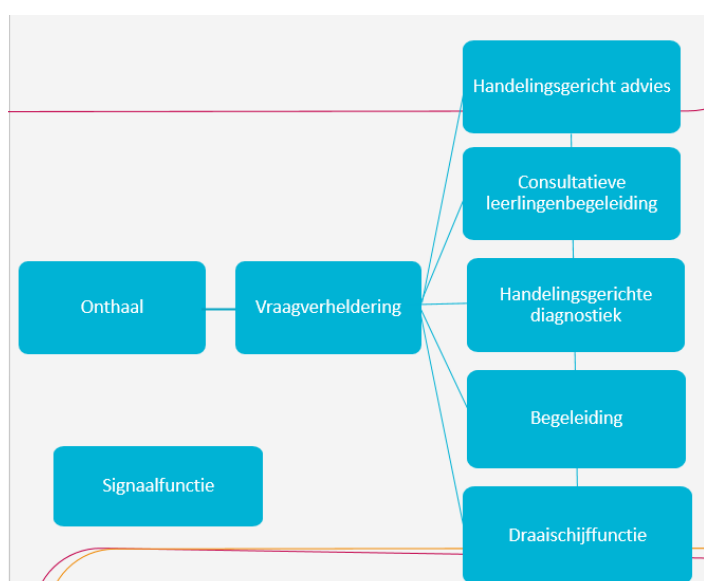 Handelingsgericht advies
Consultatieve
leerlingenbegeleiding
Onthaal
Vraagverheldering
Handelingsgerichte
diagnostiek
Begeleiding
Signaalfunctie
Draaischijffunctie